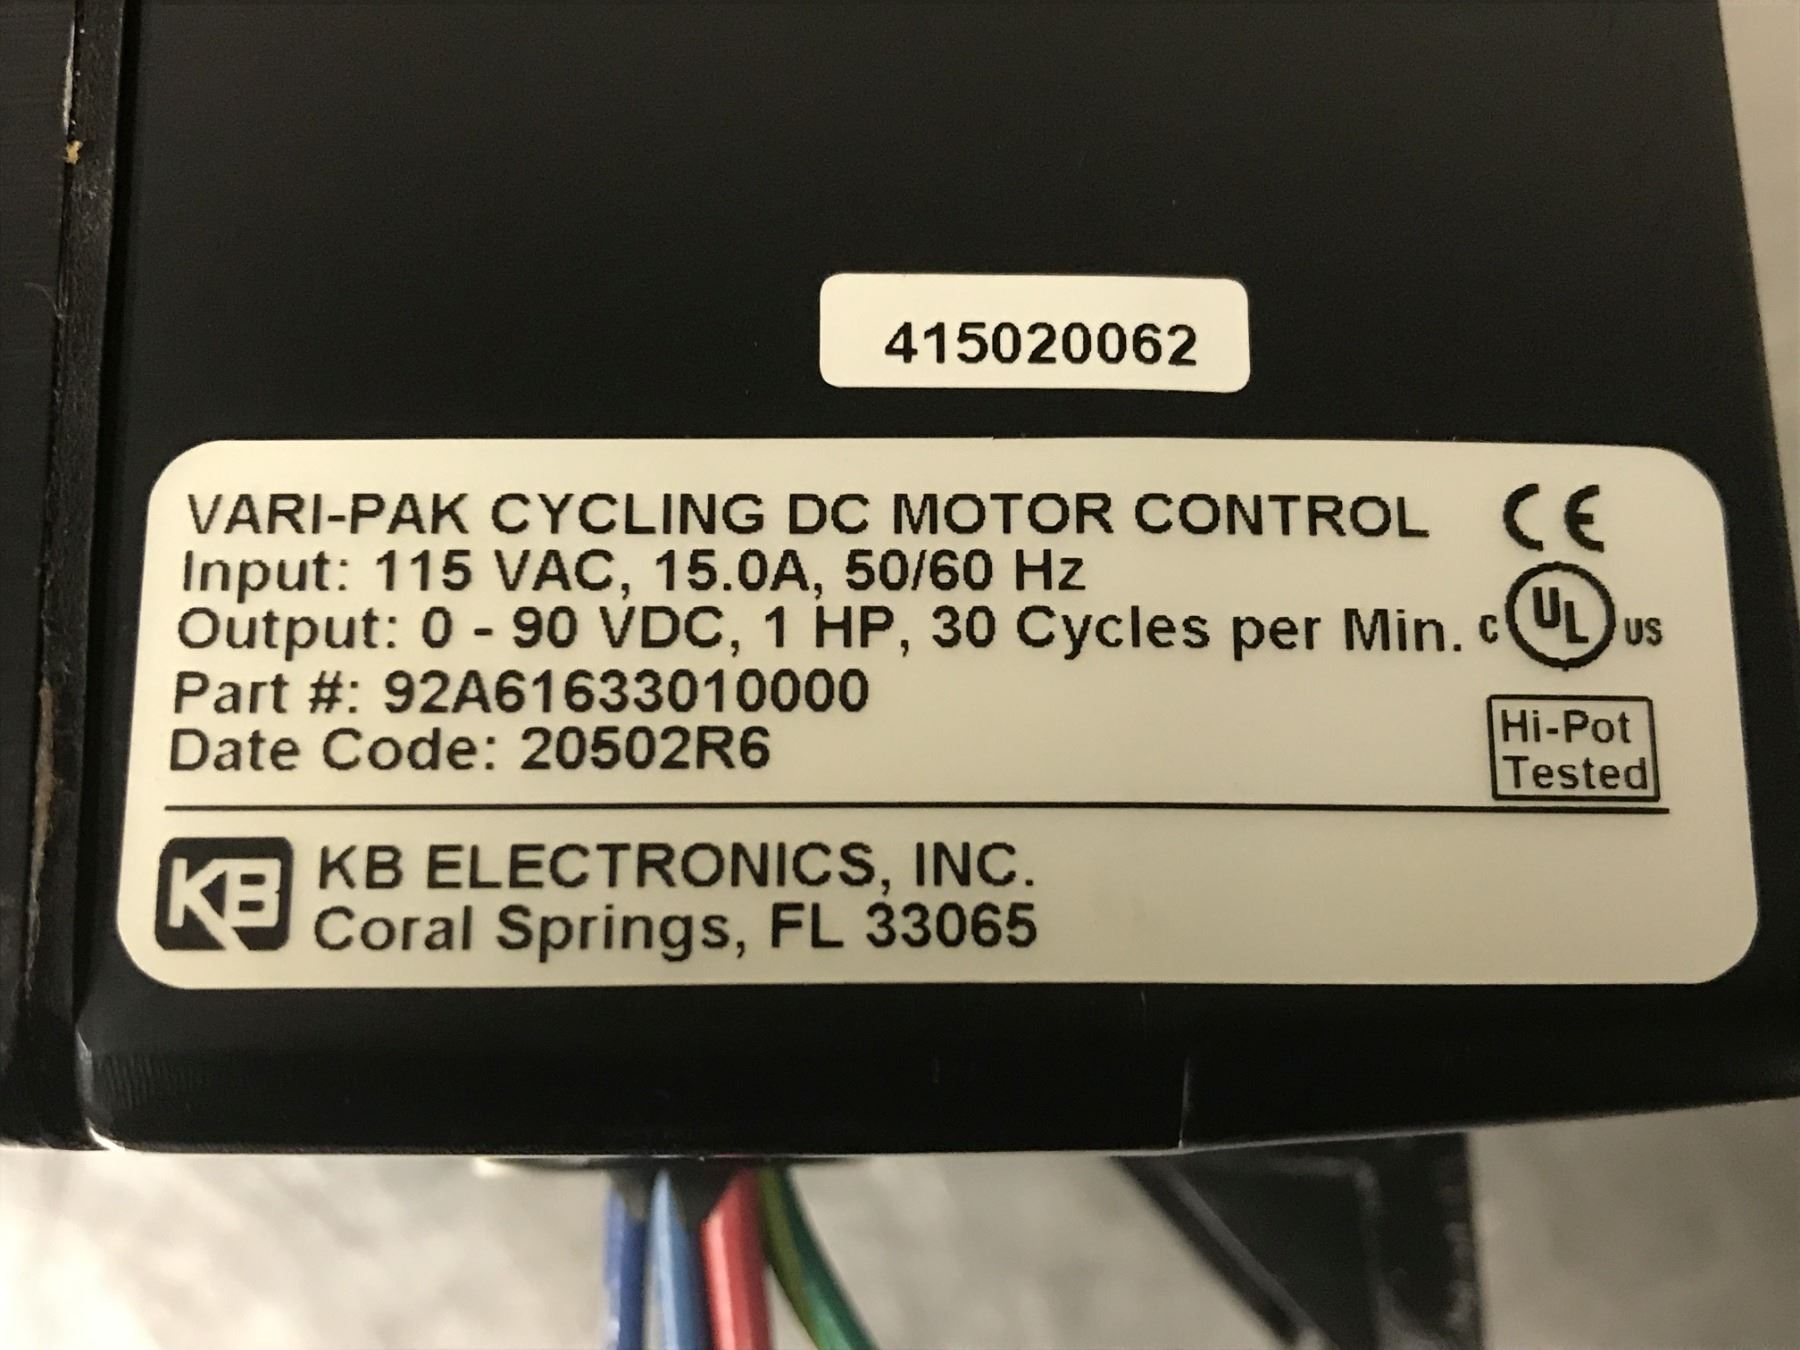 415020062
VARI-PAK CYCLING DC MOTOR CONTROL CE
Input: 115 VAC, 15.0A, 50/60 Hz
Output: 0 - 90 VDC, 1 HP, 30 Cycles per Min. C UL US
Part #: 92A61633010000
Date Code: 20502R6
Hi-Pot
Tested
KB KB ELECTRONICS, INC.
Coral Springs, FL 33065